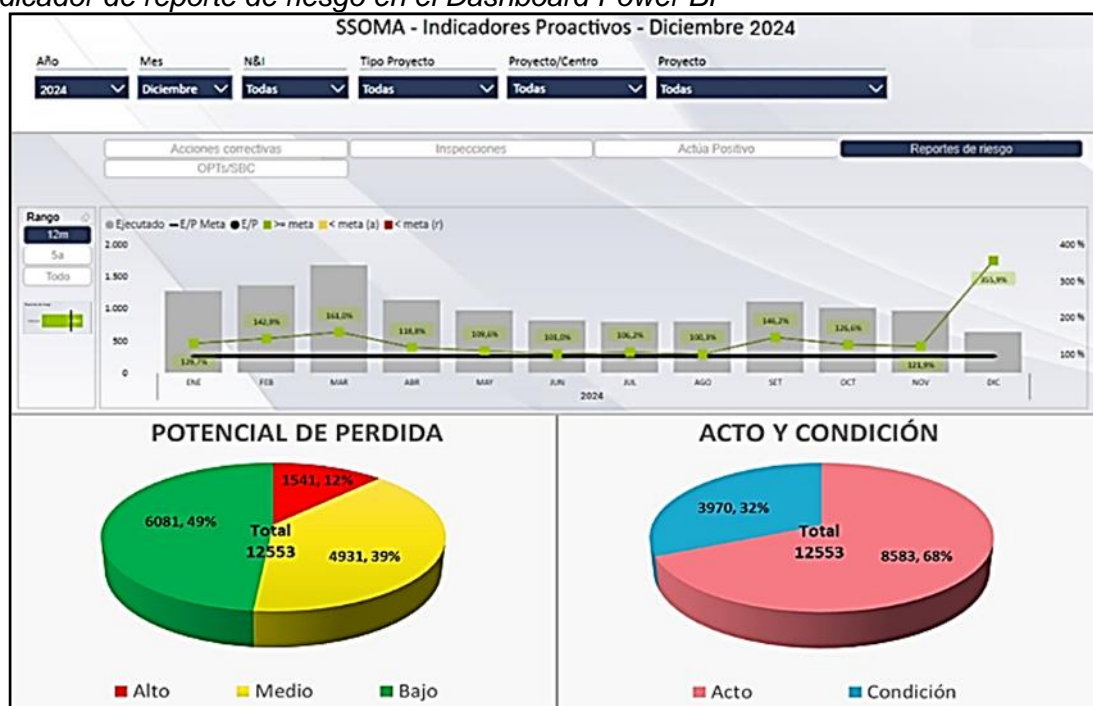 ndicador de reporte de riesgo en el Dashboard Power BI
SSOMA - Indicadores Proactivos - Diciembre 2024
Año Mes N&I Tipo Proyecto Proyecto/Centro Proyecto
2024 Diciembre Todas Todas Todas Todas
Acciones correctivas Inspecciones Actúa Positivo Reportes de riesgo
OPTs/SBC
Rango
12m
5a
Todo
Ejecutado E/P Meta E/P >= meta < meta (a) < meta (r)
2.000
1.500
1.000
500
0
400 %
300 %
200 %
100 %
129,7%
142,9%
161,0%
118,8%
109,6%
101,0%
106,2%
100,3%
146,2%
126,6%
121,9%
355,9%
ENE FEB MAR ABR MAY JUN JUL AGO SET OCT NOV DIC
2024
POTENCIAL DE PERDIDA
1541, 12%
6081, 49%
Total
12553
4931, 39%
Alto Medio Bajo
ACTO Y CONDICIÓN
3970, 32%
Total
12553
8583, 68%
Acto Condición